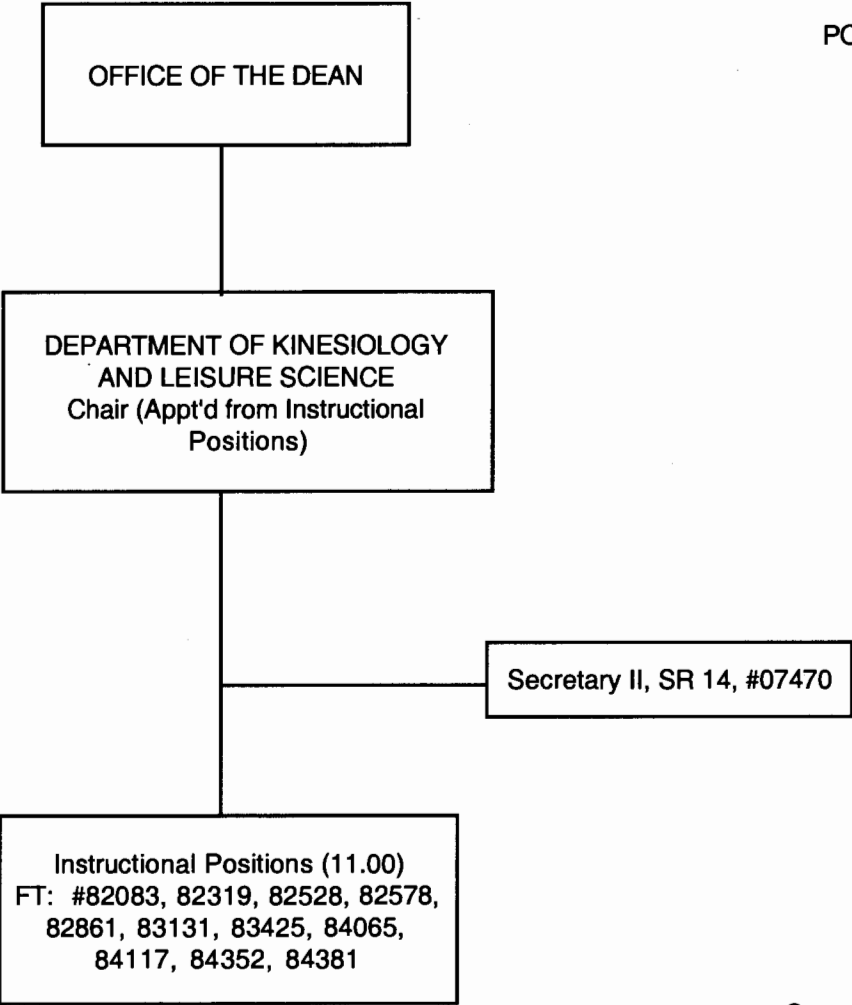 OFFICE OF THE DEAN
DEPARTMENT OF KINESIOLOGY
AND LEISURE SCIENCE
Chair (Appt'd from Instructional
Positions)
Secretary II, SR 14, #07470
Instructional Positions (11.00)
FT: #82083, 82319, 82528, 82578,
82861, 83131, 83425, 84065,
84117, 84352, 84381